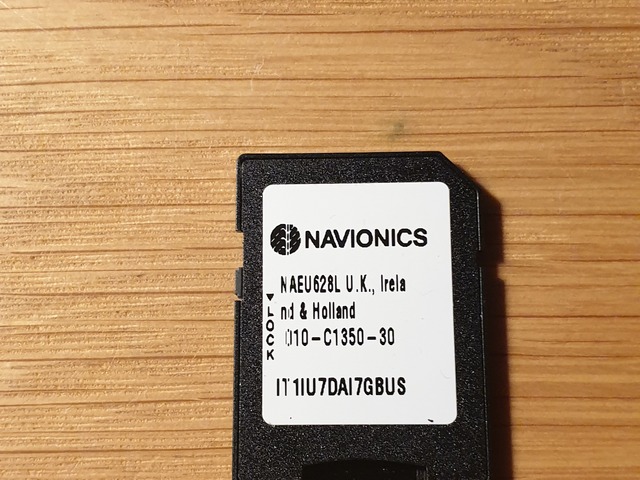 NAVIONICS
NAEU628L U.K., Irela
nd & Holland
010-C1350-30
LOCK
IT1IU7DAI7GBUS